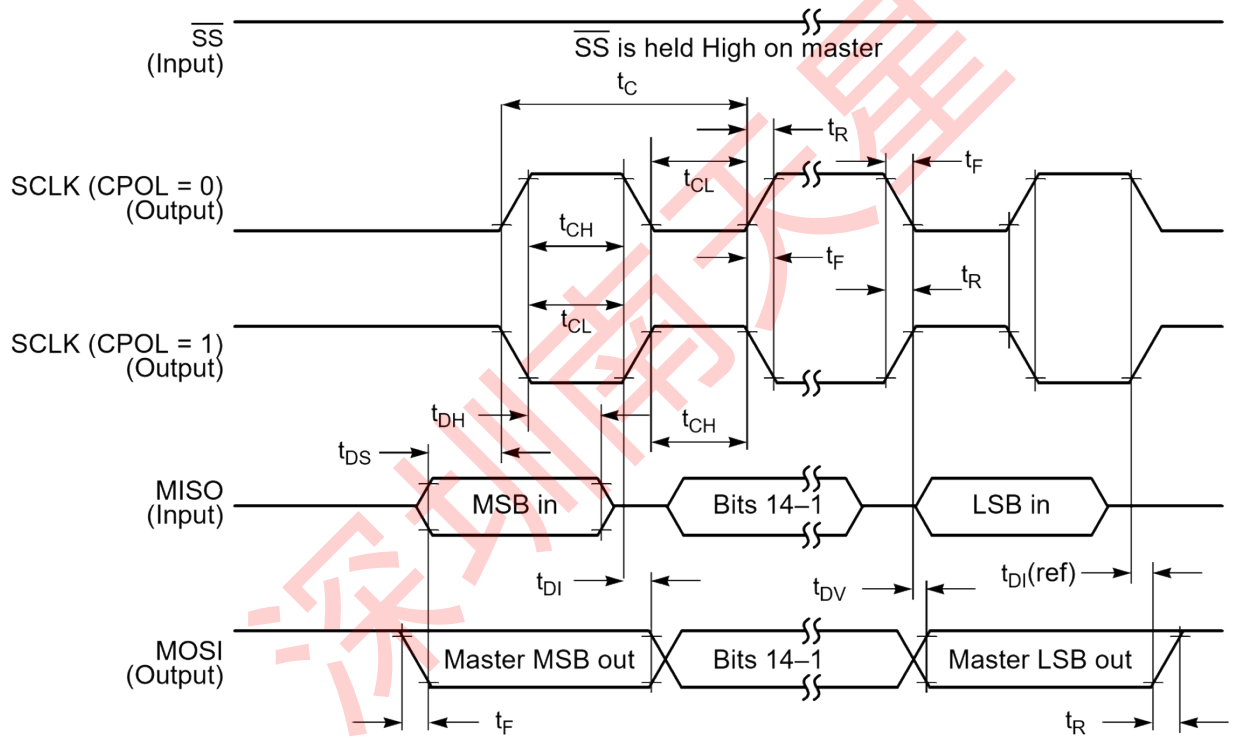 SS
(Input)
SS is held High on master
tC
tR
tF
SCLK (CPOL = 0)
(Output)
tCL
tCH
tF
tR
tCL
SCLK (CPOL = 1)
(Output)
tDH
tCH
tDS
MISO
(Input)
MSB in
Bits 14–1
LSB in
tDI
tDV
tDI(ref)
MOSI
(Output)
Master MSB out
Bits 14–1
Master LSB out
tF
tR
深圳南天星